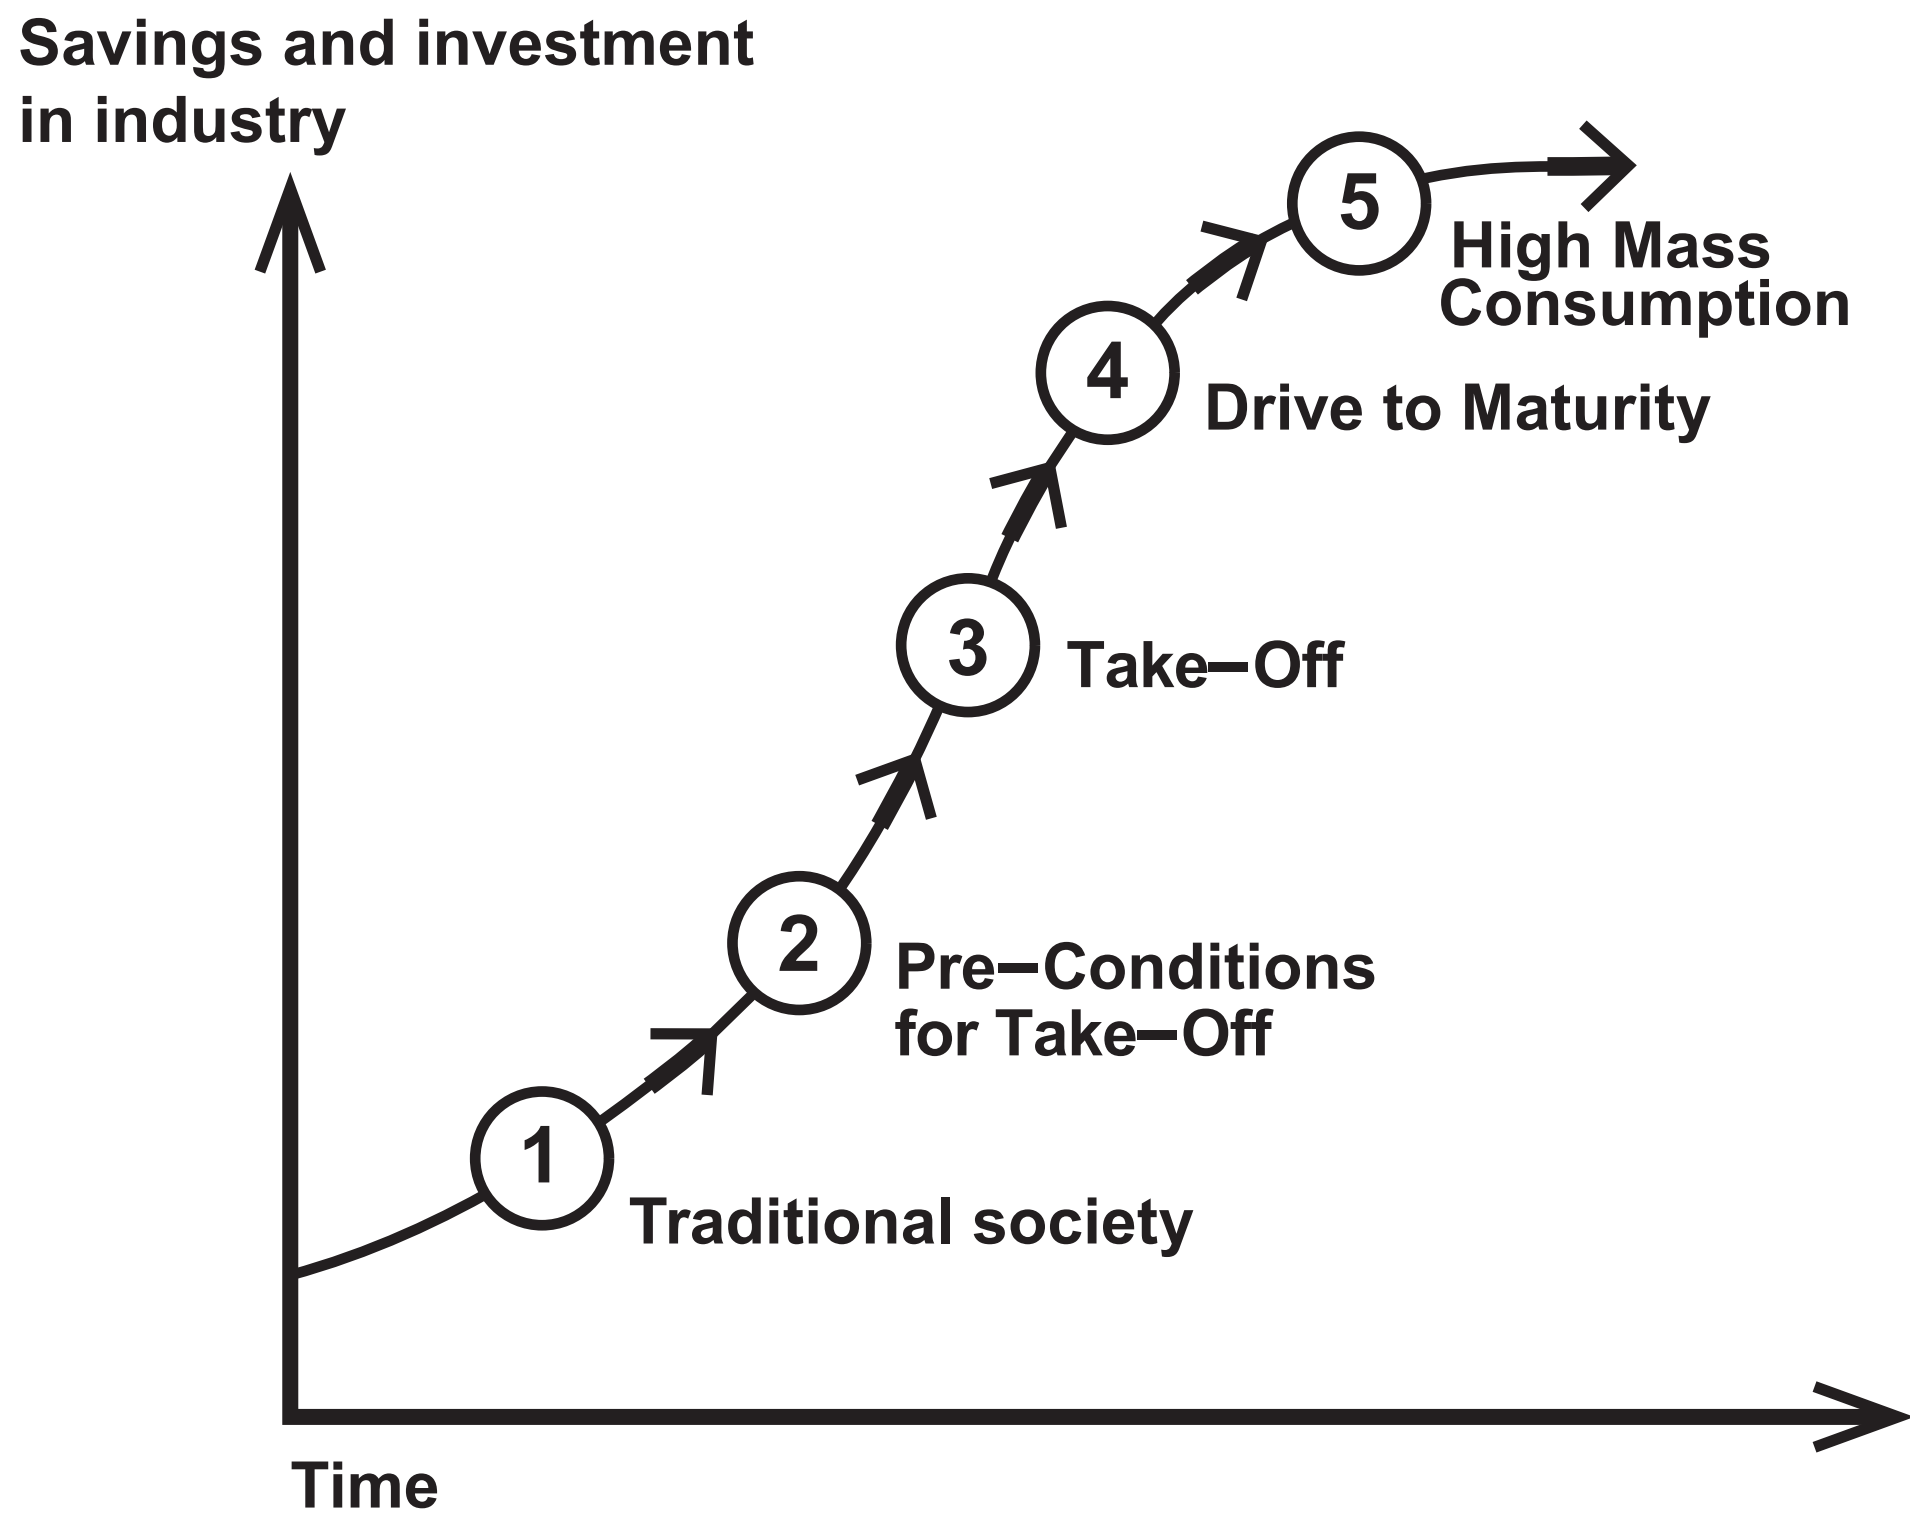 Savings and investment
in industry
5
High Mass
Consumption
4
Drive to Maturity
3
Take–Off
2
Pre–Conditions
for Take–Off
1
Traditional society
Time